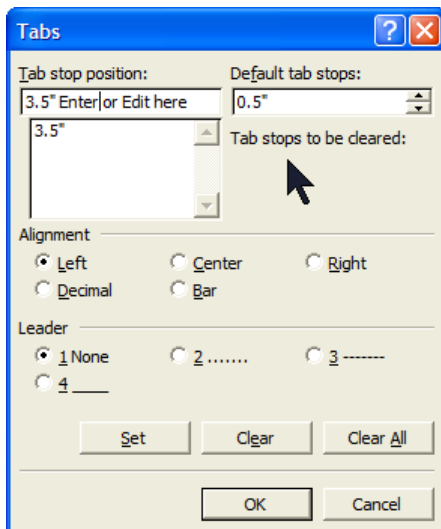 Tabs
Tab stop position: Default tab stops:
3.5" Enter or Edit here 0.5"
3.5" Tab stops to be cleared:
Alignment
Left Center Right
Decimal Bar
Leader
1 None 2 ....... 3 -------
4 ____
Set Clear Clear All
OK Cancel